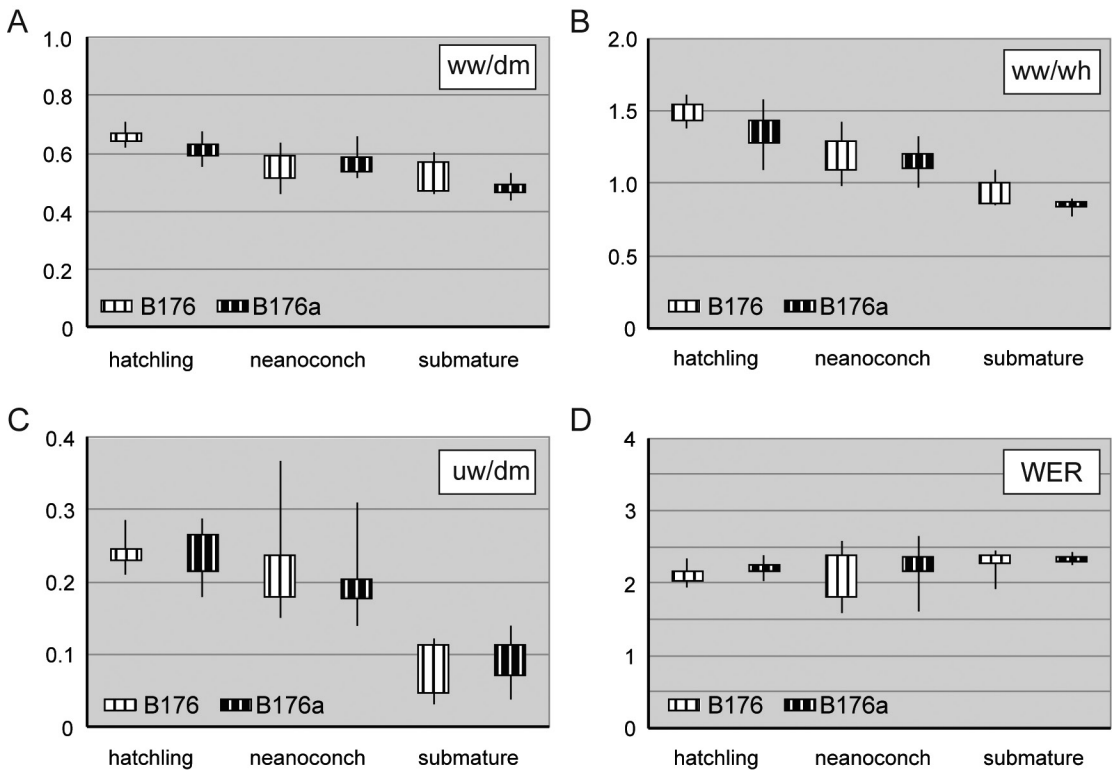 A
1.0
0.8
0.6
0.4
0.2
0
ww/dm
B176 B176a
hatchling neanoconch submature
B
2.0
1.5
1.0
0.5
0
ww/wh
B176 B176a
hatchling neanoconch submature
C
0.4
0.3
0.2
0.1
0
uw/dm
B176 B176a
hatchling neanoconch submature
D
4
3
2
1
0
WER
B176 B176a
hatchling neanoconch submature